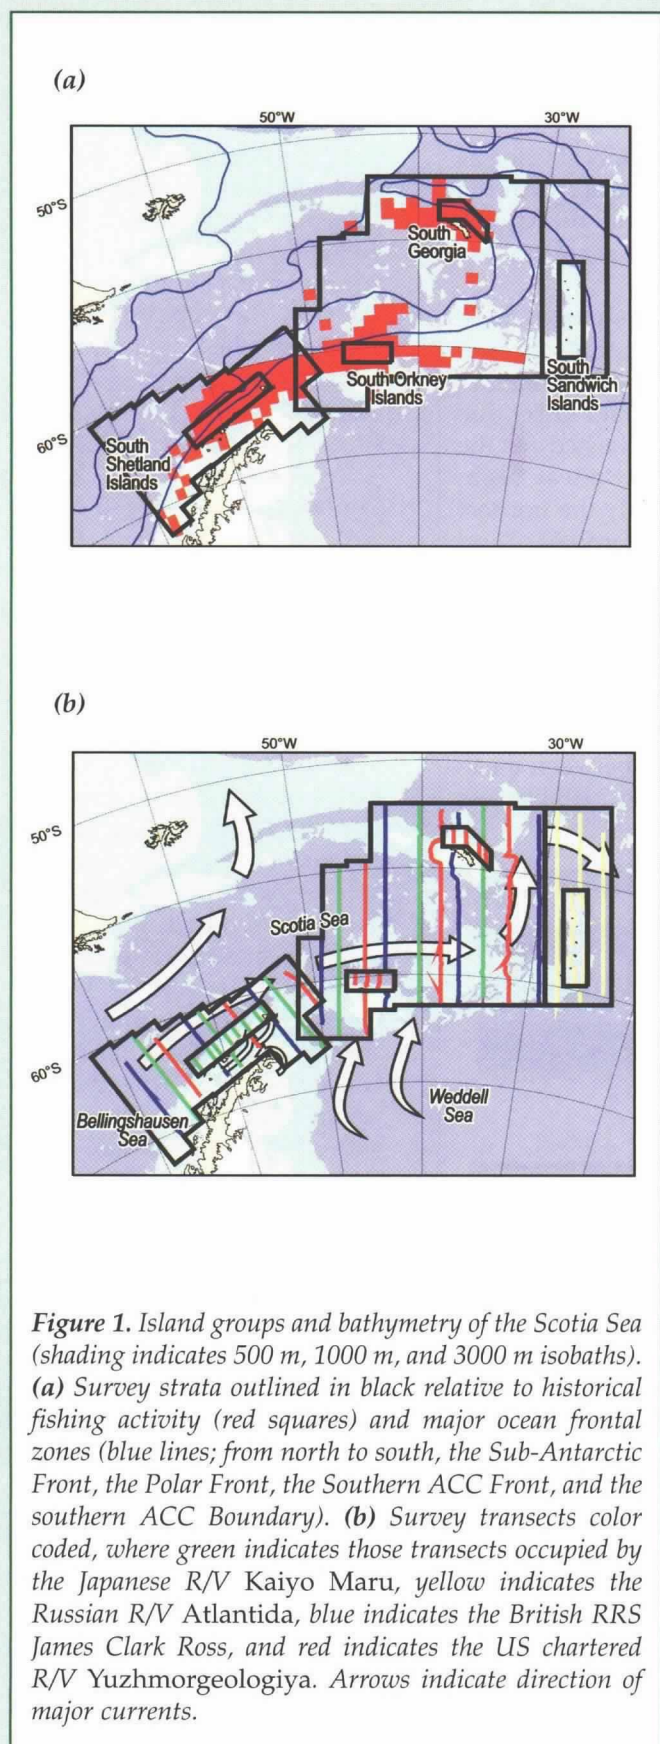 (a)
50°W
30°W
50°S
60°S
South
Georgia
South Orkney
Islands
South
Sandwich
Islands
South
Shetland
Islands
(b)
50°W
30°W
50°S
60°S
Scotia Sea
Weddell
Sea
Bellingshausen
Sea
Figure 1. Island groups and bathymetry of the Scotia Sea
(shading indicates 500 m, 1000 m, and 3000 m isobaths).
(a) Survey strata outlined in black relative to historical
fishing activity (red squares) and major ocean frontal
zones (blue lines; from north to south, the Sub-Antarctic
Front, the Polar Front, the Southern ACC Front, and the
southern ACC Boundary). (b) Survey transects color
coded, where green indicates those transects occupied by
the Japanese R/V Kaiyo Maru, yellow indicates the
Russian R/V Atlantida, blue indicates the British RRS
James Clark Ross, and red indicates the US chartered
R/V Yuzhmorgeologiya. Arrows indicate direction of
major currents.